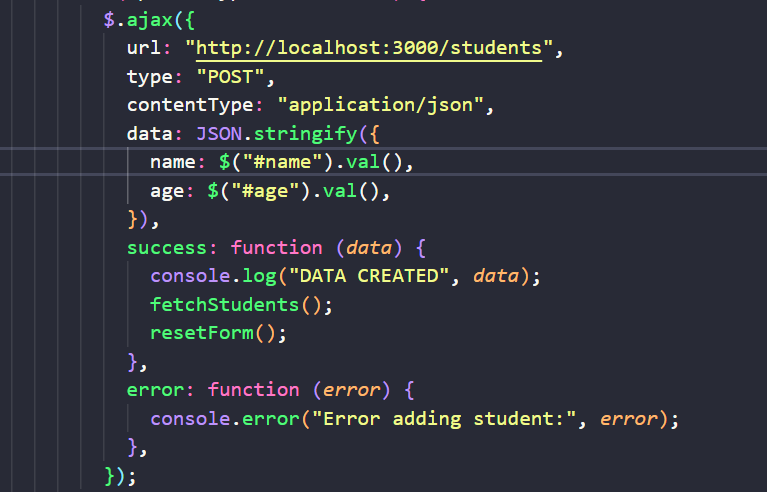 $.ajax({
url: "http://localhost:3000/students",
type: "POST",
contentType: "application/json",
data: JSON.stringify({
name: $("#name").val(),
age: $("#age").val(),
}),
success: function (data) {
console.log("DATA CREATED", data);
fetchStudents();
resetForm();
},
error: function (error) {
console.error("Error adding student:", error);
},
});